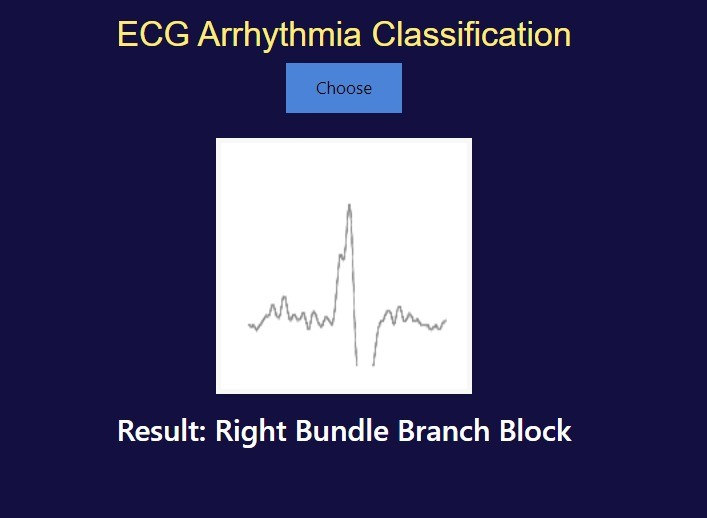 ECG Arrhythmia Classification
Choose
Result: Right Bundle Branch Block